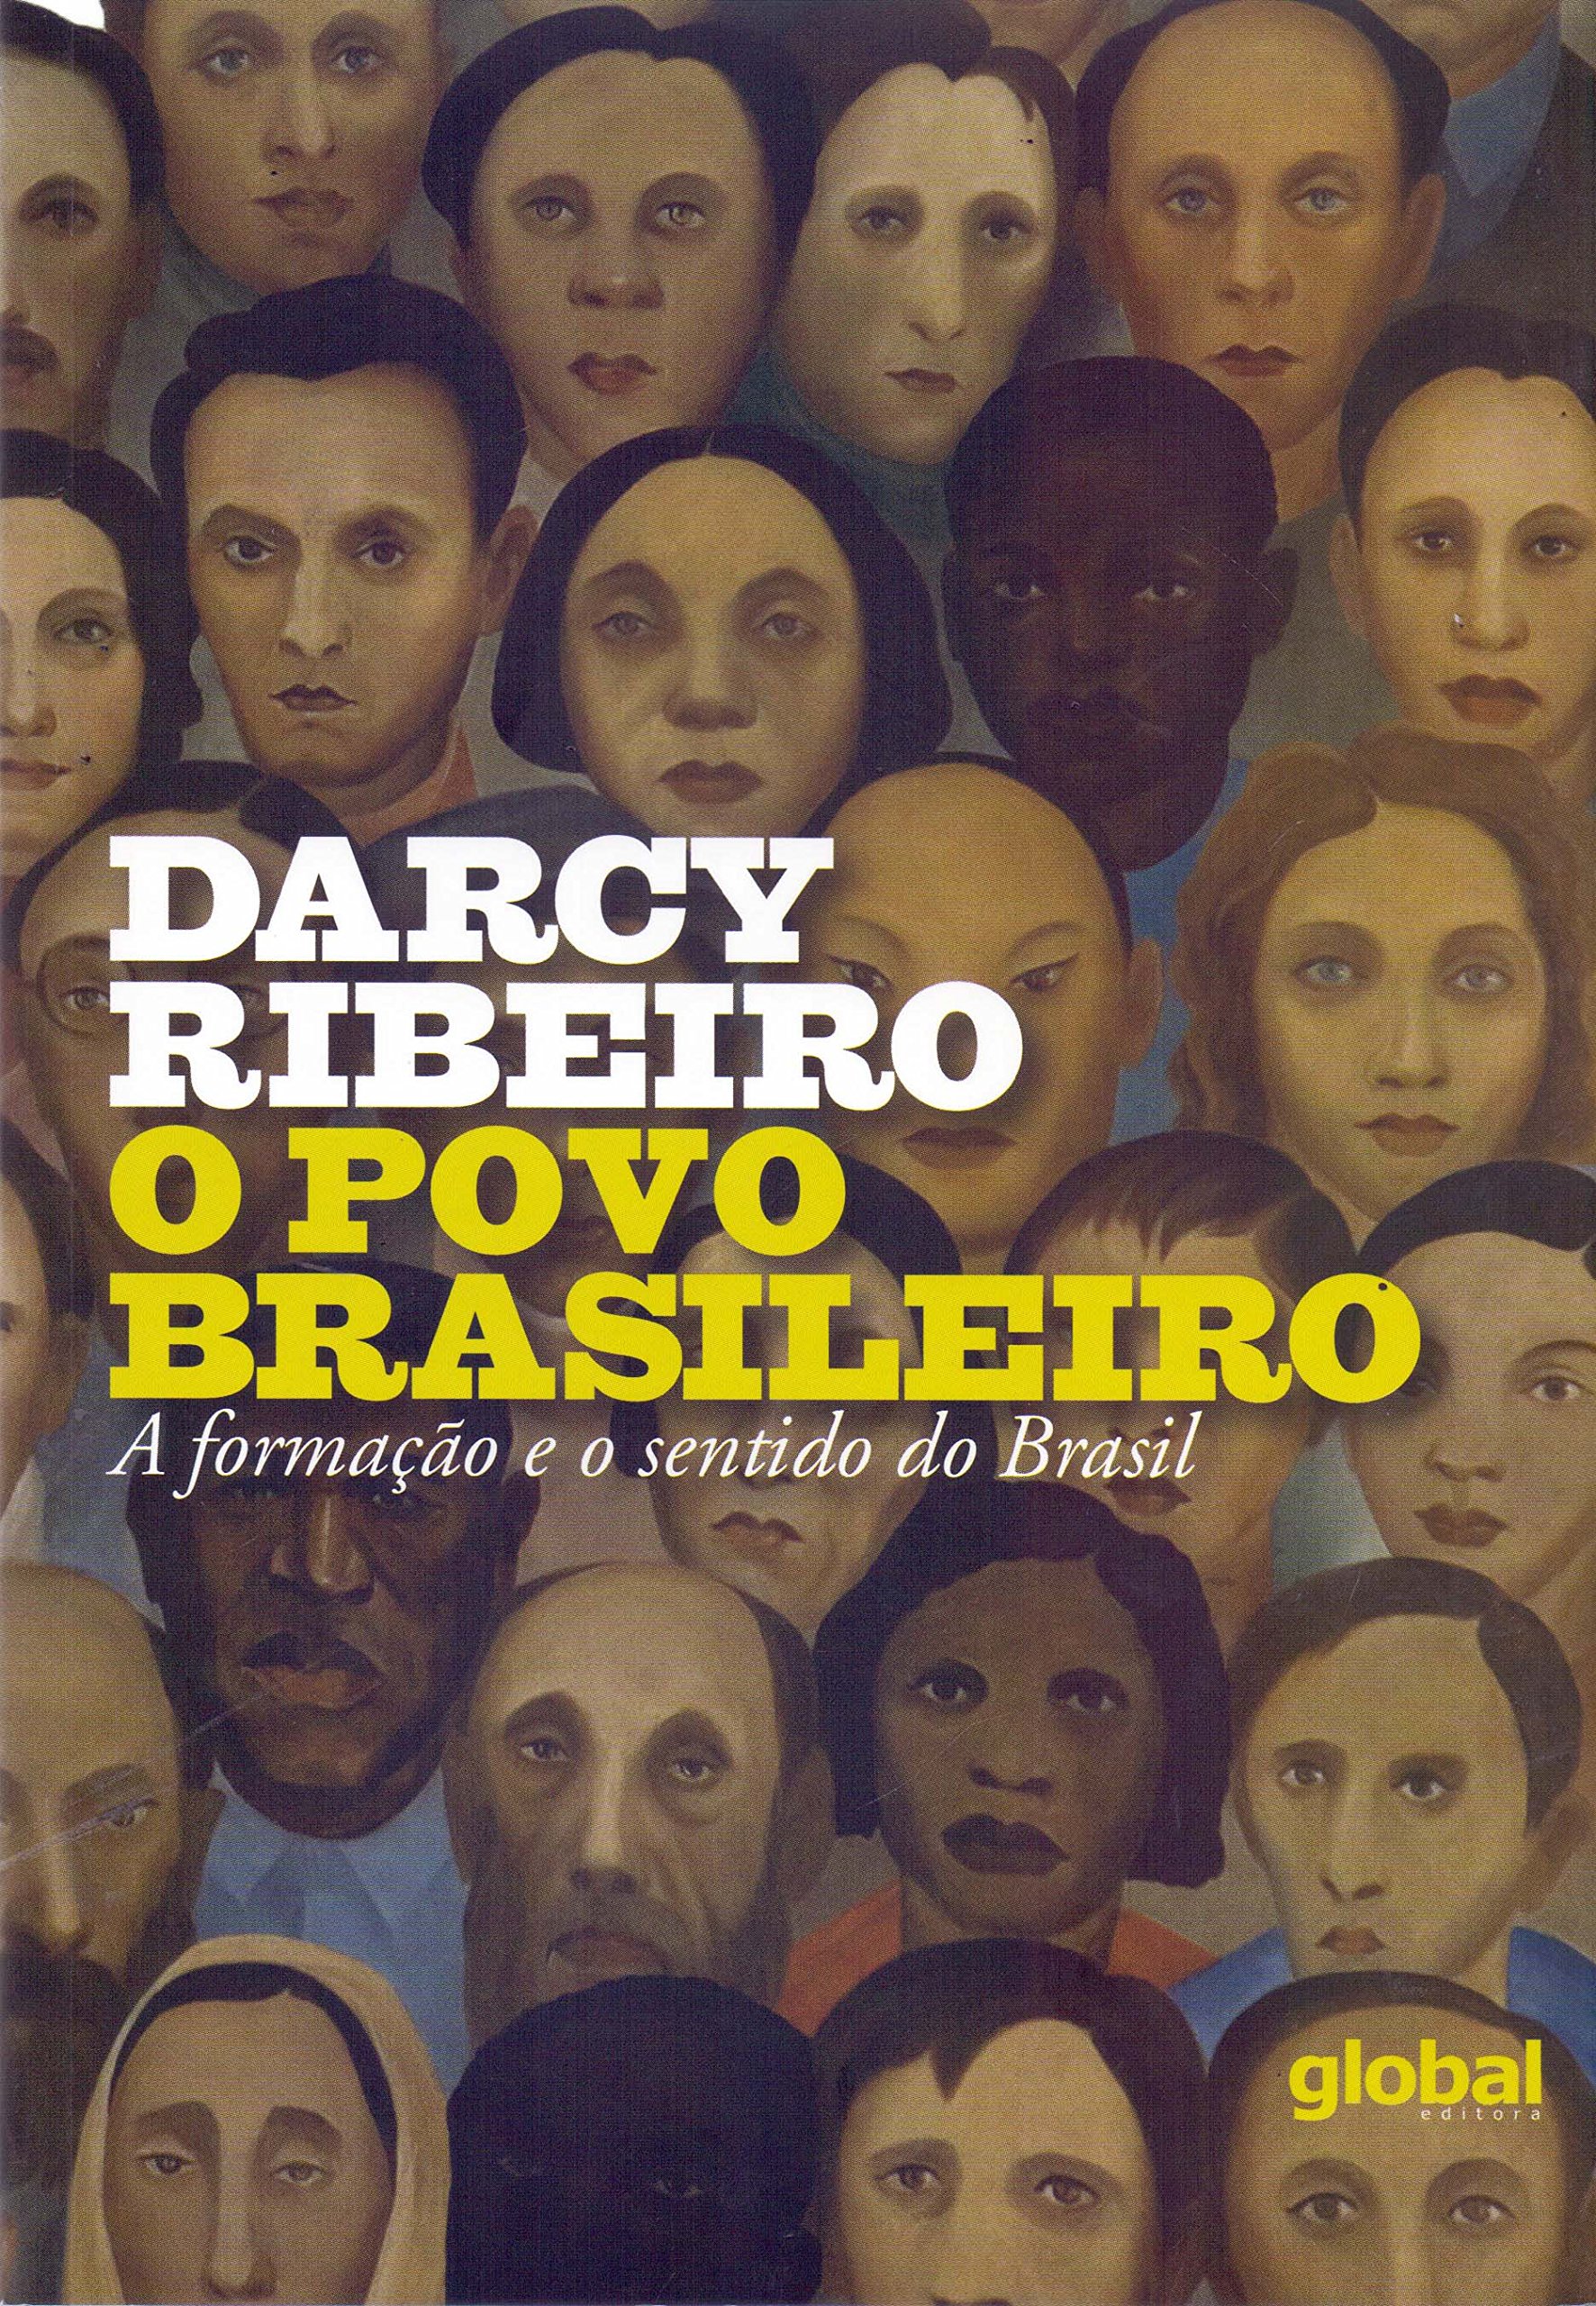 DARCY
RIBEIRO
O POVO
BRASILEIRO
A formação e o sentido do Brasil
global
editora